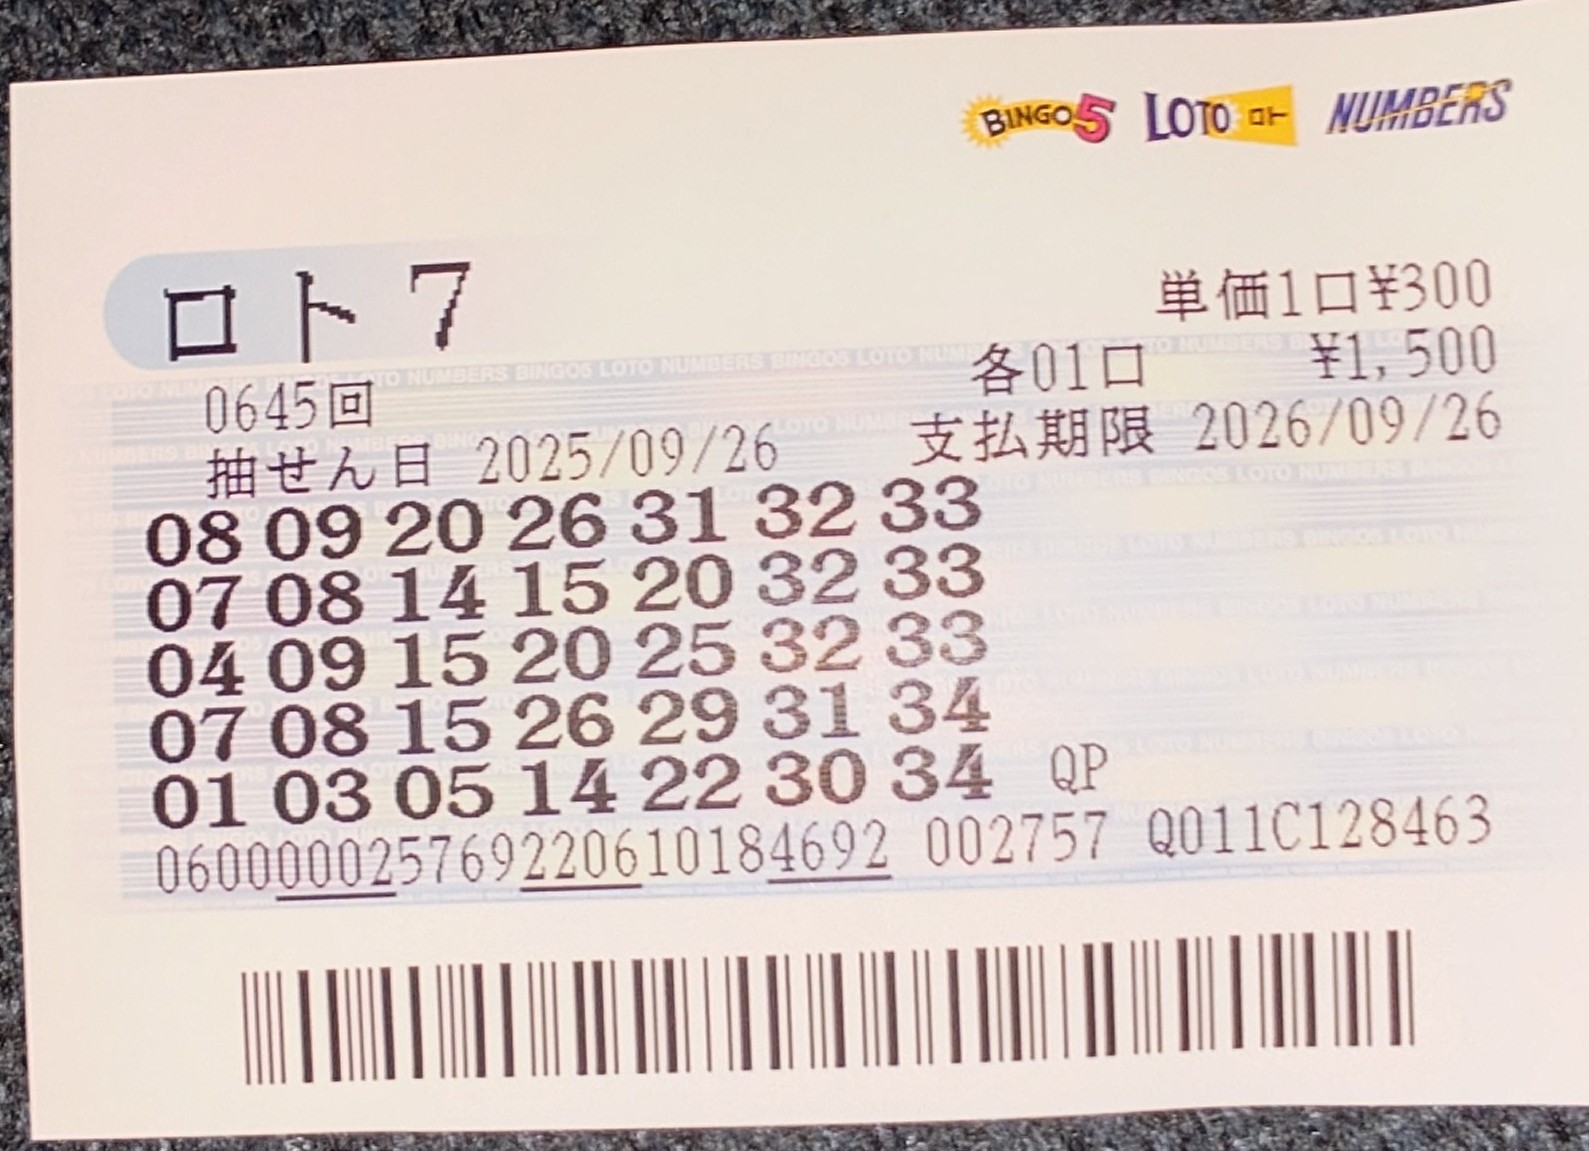 BINGO5 LOTO ロト NUMBERS
ロト7
単価1口¥300
各01口 ¥1,500
0645回
抽せん日 2025/09/26 支払期限 2026/09/26
08 09 20 26 31 32 33
07 08 14 15 20 32 33
04 09 15 20 25 32 33
07 08 15 26 29 31 34
01 03 05 14 22 30 34 QP
0600000025769220610184692 002757 Q011C128463